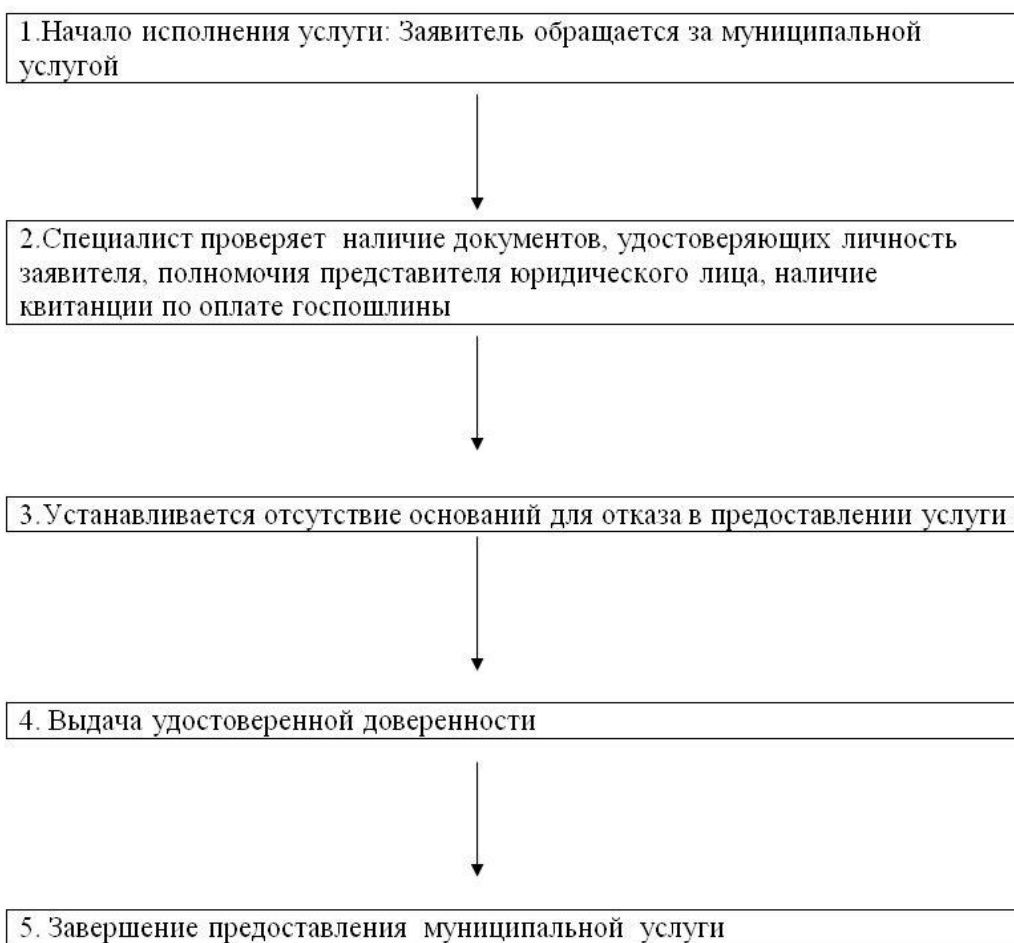 1.Начало исполнения услуги: Заявитель обращается за муниципальной
услугой
2.Специалист проверяет наличие документов, удостоверяющих личность
заявителя, полномочия представителя юридического лица, наличие
квитанции по оплате госпошлины
3.Устанавливается отсутствие оснований для отказа в предоставлении услуги
4. Выдача удостоверенной доверенности
5. Завершение предоставления муниципальной услуги